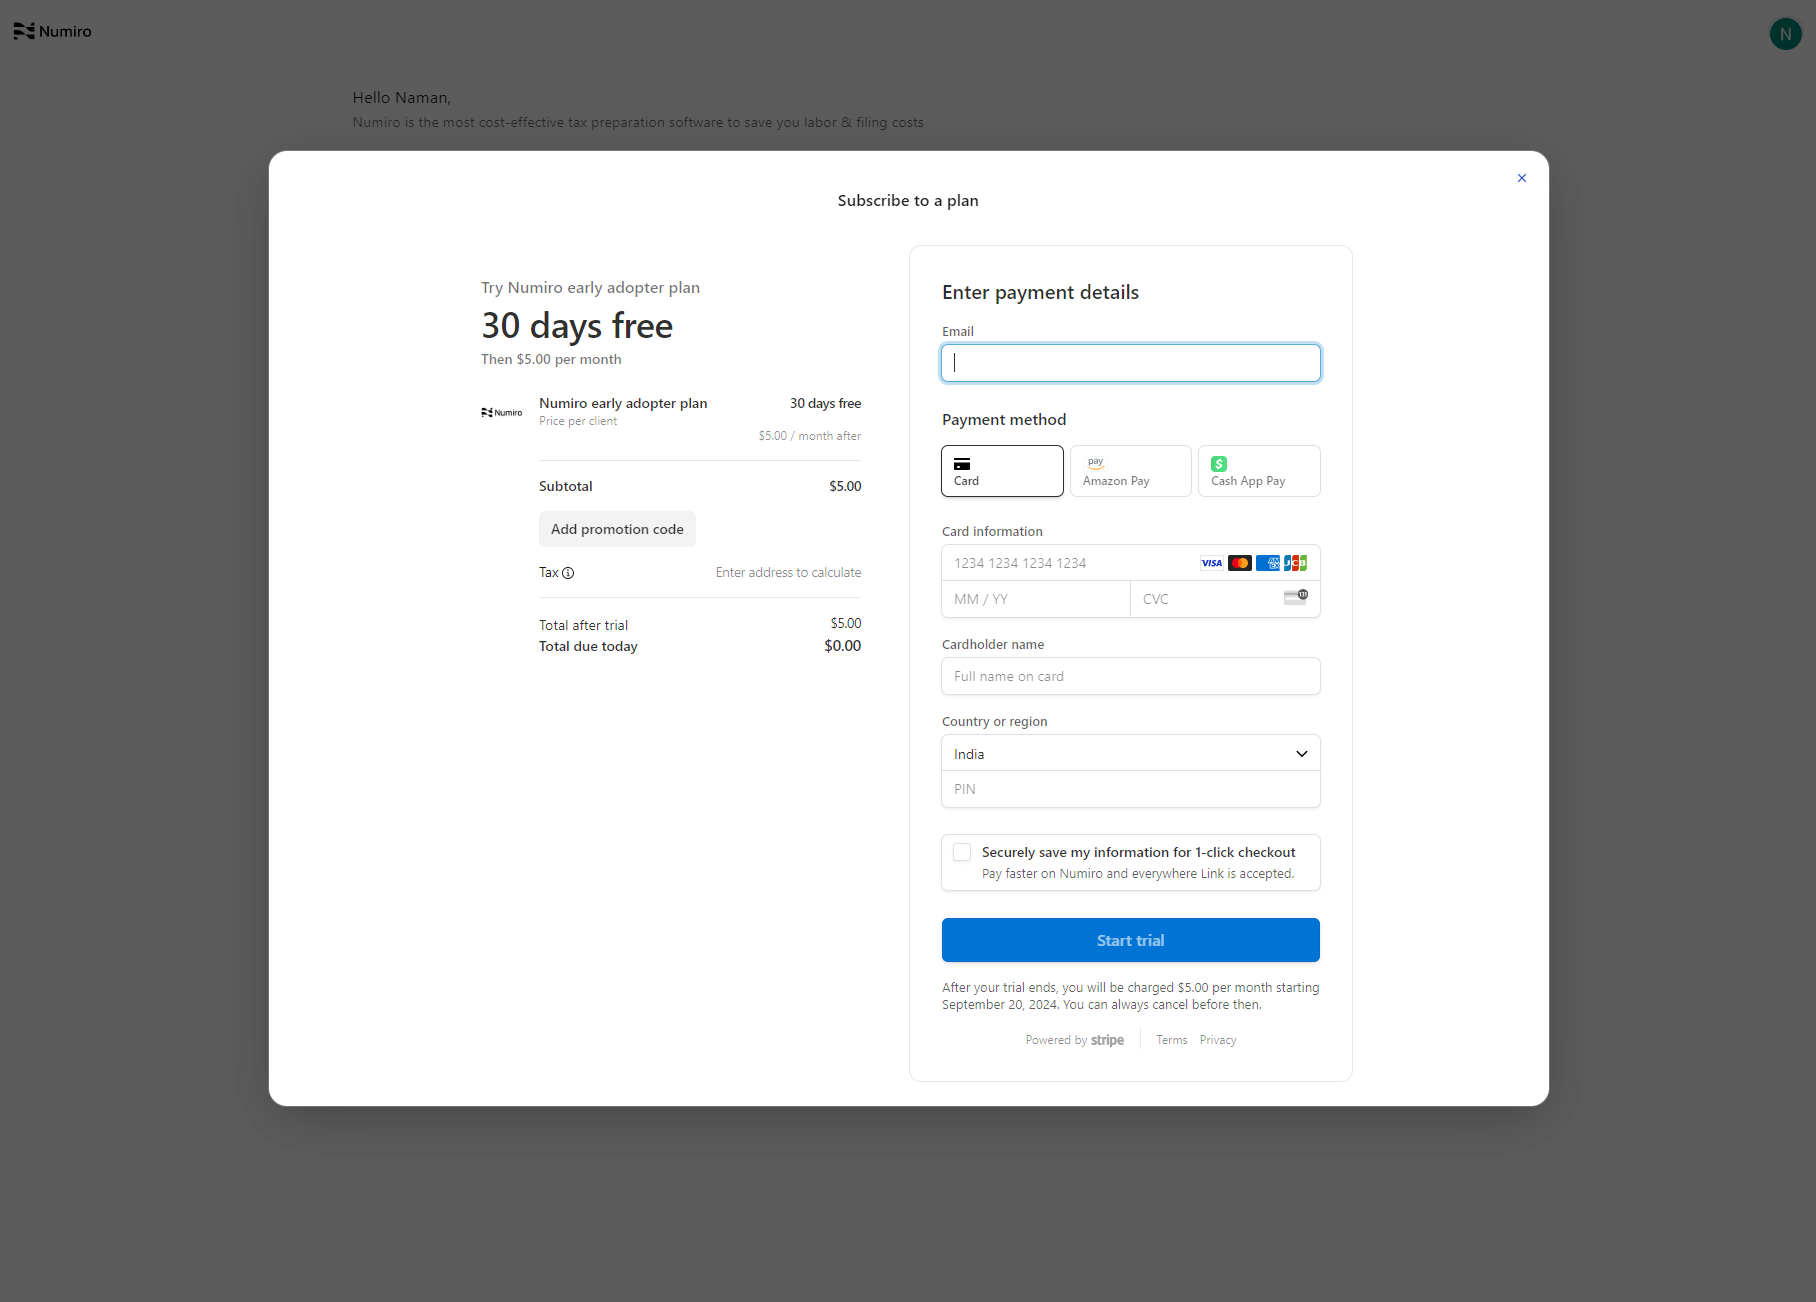 Numiro
N
Hello Naman,
Numiro is the most cost-effective tax preparation software to save you labor & filing costs
Subscribe to a plan
Try Numiro early adopter plan
30 days free
Then $5.00 per month
Numiro
Numiro early adopter plan 30 days free
Price per client
$5.00 / month after
Subtotal $5.00
Add promotion code
Tax Enter address to calculate
Total after trial $5.00
Total due today $0.00
Enter payment details
Email
Payment method
Card
pay
Amazon Pay
$
Cash App Pay
Card information
1234 1234 1234 1234 VISA JCB
MM / YY CVC 135
Cardholder name
Full name on card
Country or region
India
PIN
Securely save my information for 1-click checkout
Pay faster on Numiro and everywhere Link is accepted.
Start trial
After your trial ends, you will be charged $5.00 per month starting
September 20, 2024. You can always cancel before then.
Powered by stripe Terms Privacy